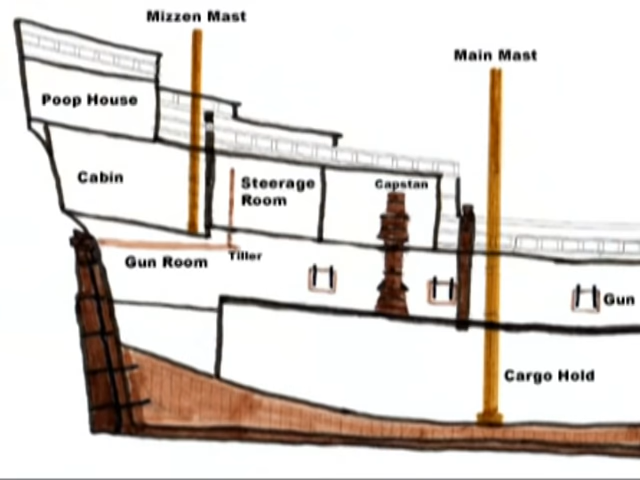 Mizzen Mast
Main Mast
Poop House
Cabin
Steerage
Room
Capstan
Gun Room
Tiller
Gun
Cargo Hold